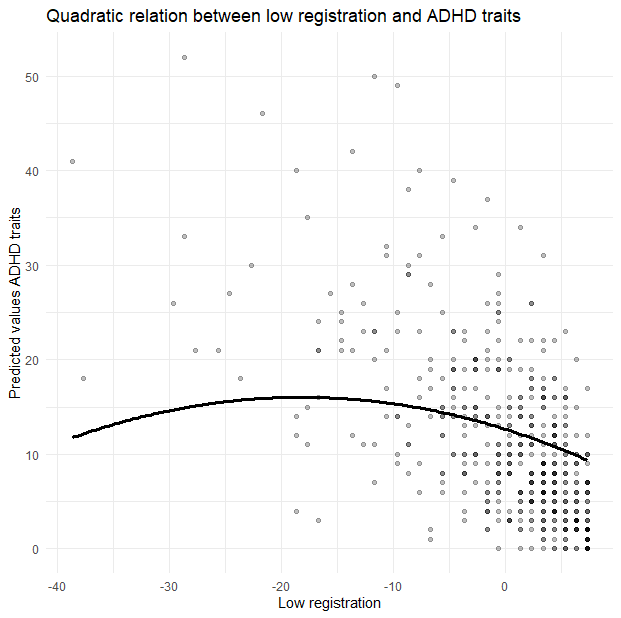 Quadratic relation between low registration and ADHD traits
Predicted values ADHD traits
50
40
30
20
10
0
-40 -30 -20 -10 0
Low registration